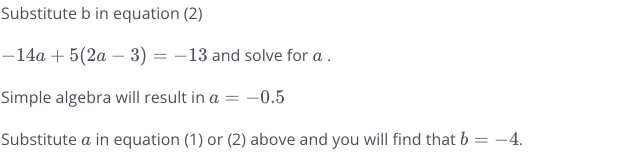 Substitute b in equation (2)
−14a + 5(2a − 3) = −13 and solve for a .
Simple algebra will result in a = −0.5
Substitute a in equation (1) or (2) above and you will find that b = −4.